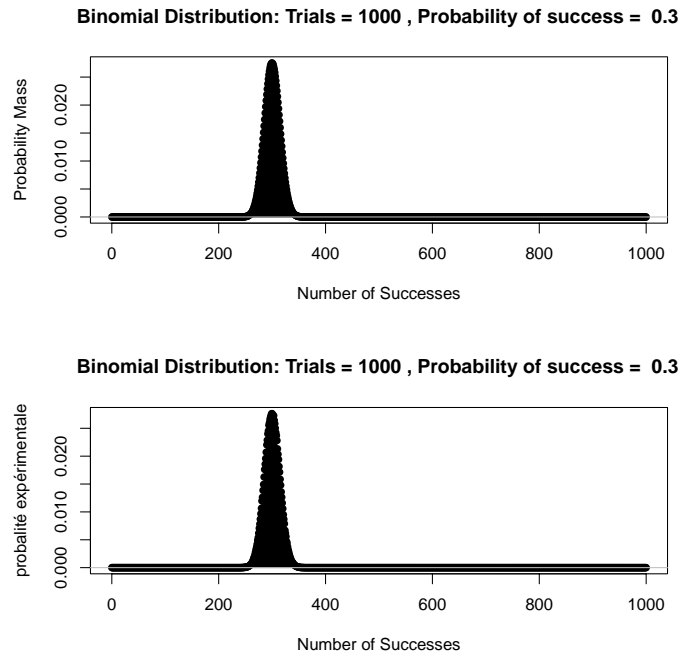 Binomial Distribution: Trials = 1000 , Probability of success = 0.3
Probability Mass
0.020
0.010
0.000
0 200 400 600 800 1000
Number of Successes
Binomial Distribution: Trials = 1000 , Probability of success = 0.3
probalité expérimentale
0.020
0.010
0.000
0 200 400 600 800 1000
Number of Successes